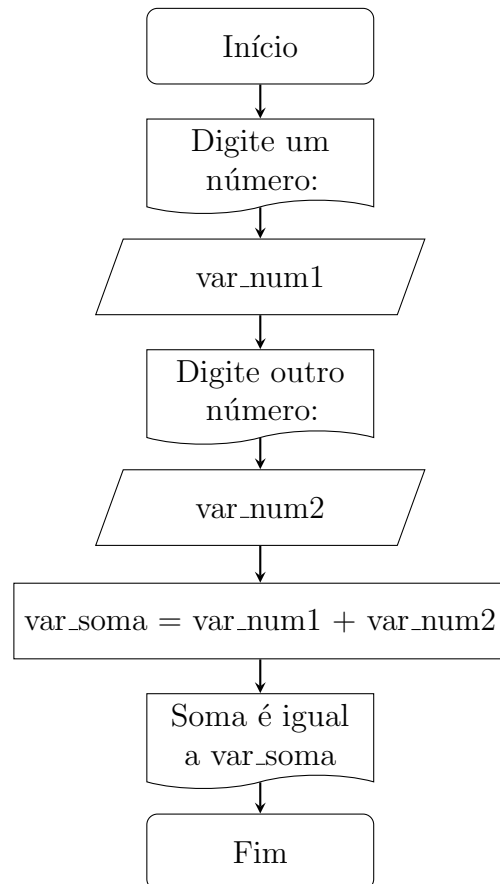 Início
Digite um
número:
var_num1
Digite outro
número:
var_num2
var_soma = var_num1 + var_num2
Soma é igual
a var_soma
Fim